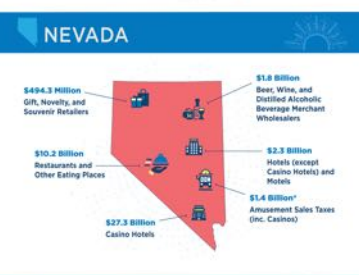 NEVADA
$494.3 Million
Gift, Novelty, and
Souvenir Retailers
$1.8 Billion
Beer, Wine, and
Distilled Alcoholic
Beverage Merchant
Wholesalers
$10.2 Billion
Restaurants and
Other Eating Places
$2.3 Billion
Hotels (except
Casino Hotels) and
Motels
$1.4 Billion*
Amusement Sales Taxes
(inc. Casinos)
$27.3 Billion
Casino Hotels